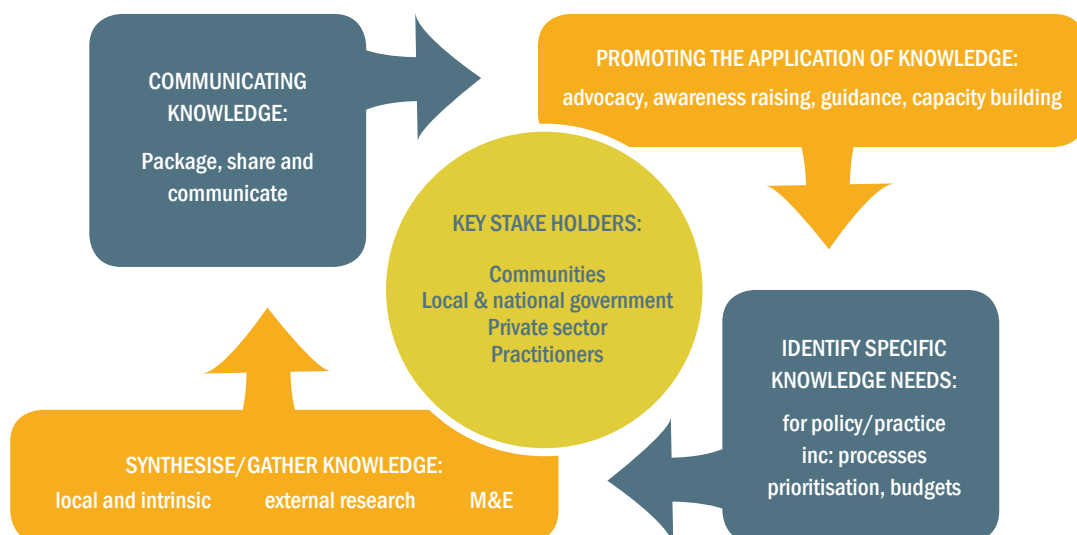 COMMUNICATING
KNOWLEDGE:
Package, share and
communicate
PROMOTING THE APPLICATION OF KNOWLEDGE:
advocacy, awareness raising, guidance, capacity building
KEY STAKE HOLDERS:
Communities
Local & national government
Private sector
Practitioners
IDENTIFY SPECIFIC
KNOWLEDGE NEEDS:
for policy/practice
inc: processes
prioritisation, budgets
SYNTHESISE/GATHER KNOWLEDGE:
local and intrinsic external research M&E